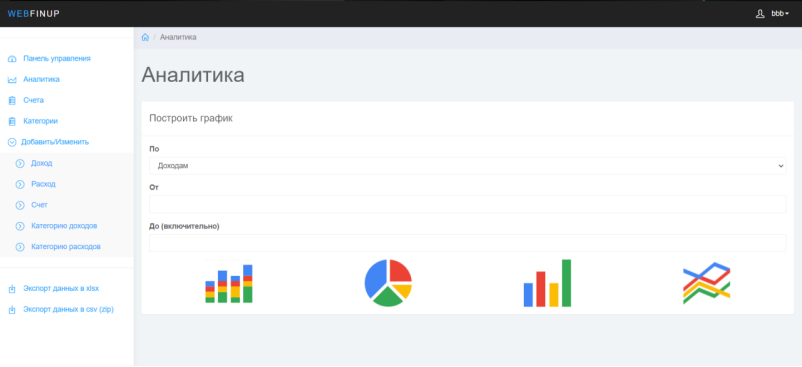 WEBFINUP
bbb
Панель управления
Аналитика
Счета
Категории
Добавить/Изменить
Доход
Расход
Счет
Категорию доходов
Категорию расходов
Экспорт данных в xlsx
Экспорт данных в csv (zip)
/ Аналитика
Аналитика
Построить график
По
Доходам
От
До (включительно)